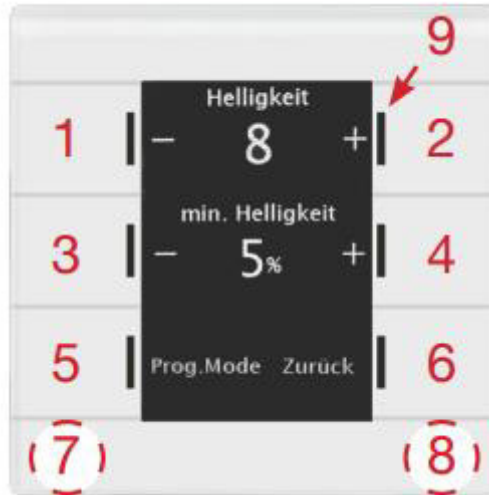 9
Helligkeit
1 − 8 + 2
min. Helligkeit
3 − 5% + 4
5 Prog.Mode Zurück 6
7 8